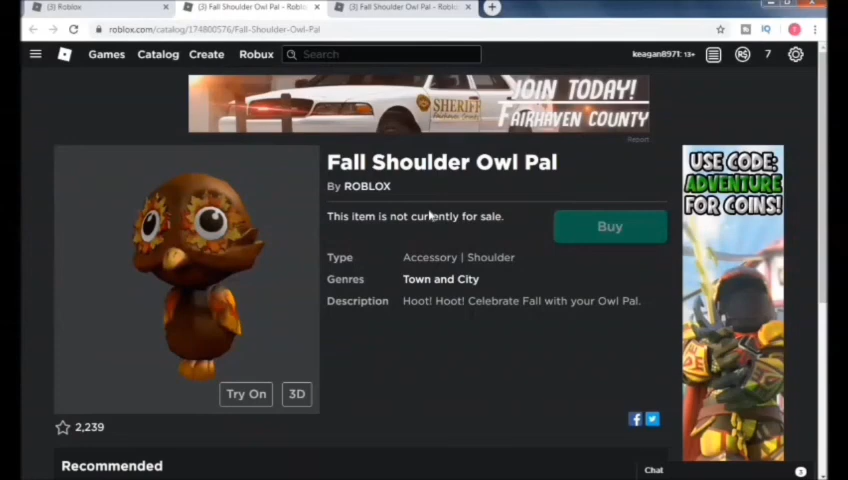 (3) Roblox
(3) Fall Shoulder Owl Pal - Roblo
(3) Fall Shoulder Owl Pal - Roblo
roblox.com/catalog/174800576/Fall-Shoulder-Owl-Pal
Games Catalog Create Robux Search keagan8971: 13+ 7
SHERIFF
JOIN TODAY!
FAIRHAVEN COUNTY
Report
Fall Shoulder Owl Pal
By ROBLOX
This item is not currently for sale.
Buy
Type Accessory | Shoulder
Genres Town and City
Description Hoot! Hoot! Celebrate Fall with your Owl Pal.
Try On 3D
2,239
USE CODE:
ADVENTURE
FOR COINS!
Recommended
Chat 3